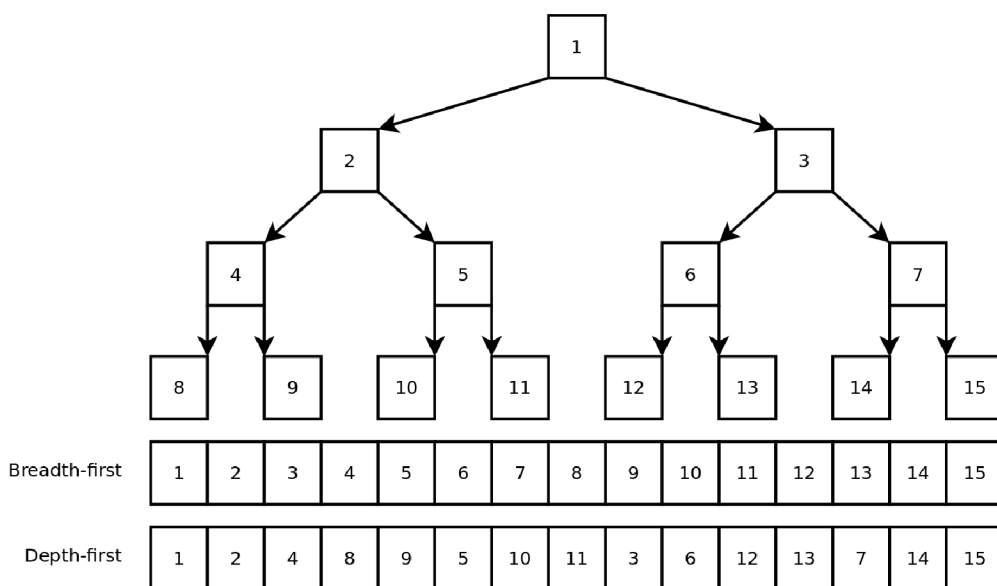 1
2 3
4 5 6 7
8 9 10 11 12 13 14 15
Breadth-first 1 2 3 4 5 6 7 8 9 10 11 12 13 14 15
Depth-first 1 2 4 8 9 5 10 11 3 6 12 13 7 14 15